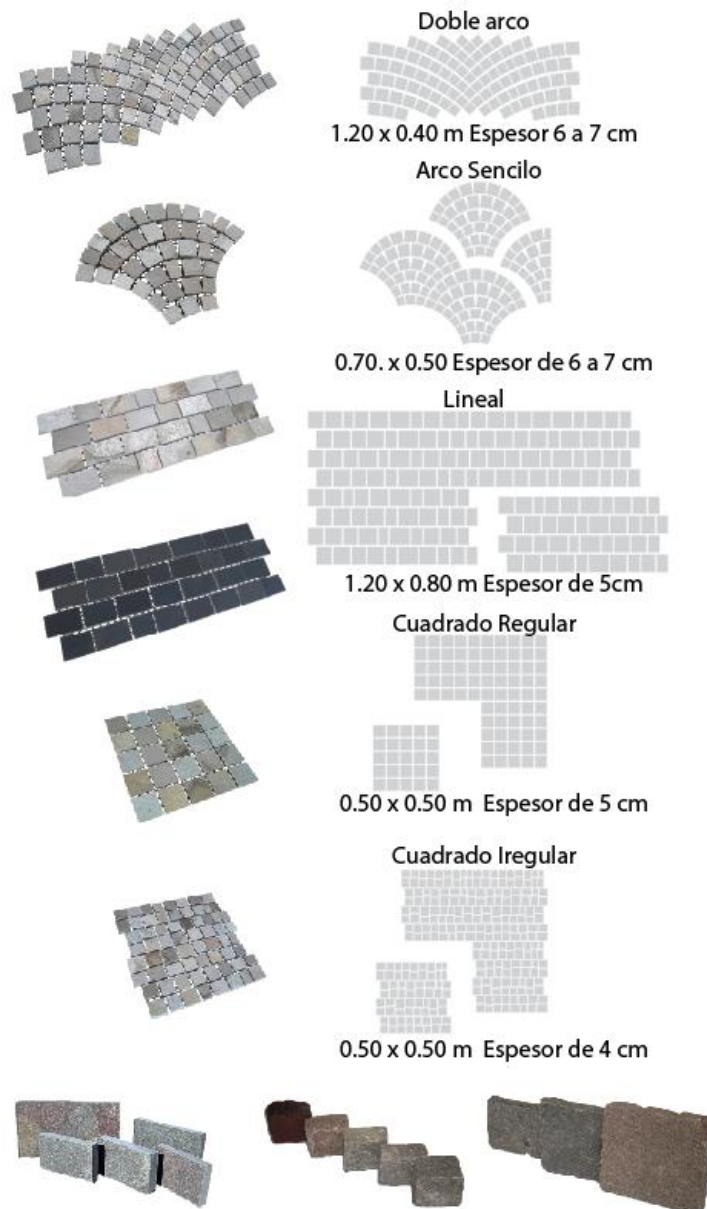 Doble arco
1.20 x 0.40 m Espesor 6 a 7 cm
Arco Sencilo
0.70. x 0.50 Espesor de 6 a 7 cm
Lineal
1.20 x 0.80 m Espesor de 5cm
Cuadrado Regular
0.50 x 0.50 m Espesor de 5 cm
Cuadrado Iregular
0.50 x 0.50 m Espesor de 4 cm